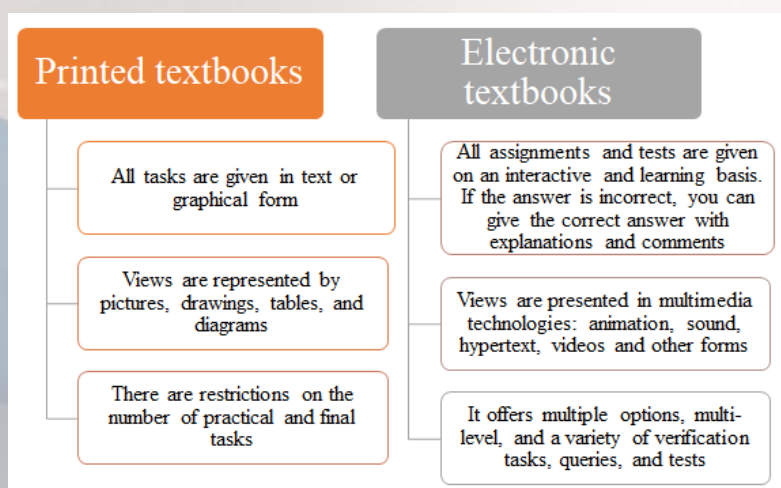 Printed textbooks
All tasks are given in text or
graphical form
Views are represented by
pictures, drawings, tables, and
diagrams
There are restrictions on the
number of practical and final
tasks
Electronic
textbooks
All assignments and tests are given
on an interactive and learning basis.
If the answer is incorrect, you can
give the correct answer with
explanations and comments
Views are presented in multimedia
technologies: animation, sound,
hypertext, videos and other forms
It offers multiple options, multi-
level, and a variety of verification
tasks, queries, and tests